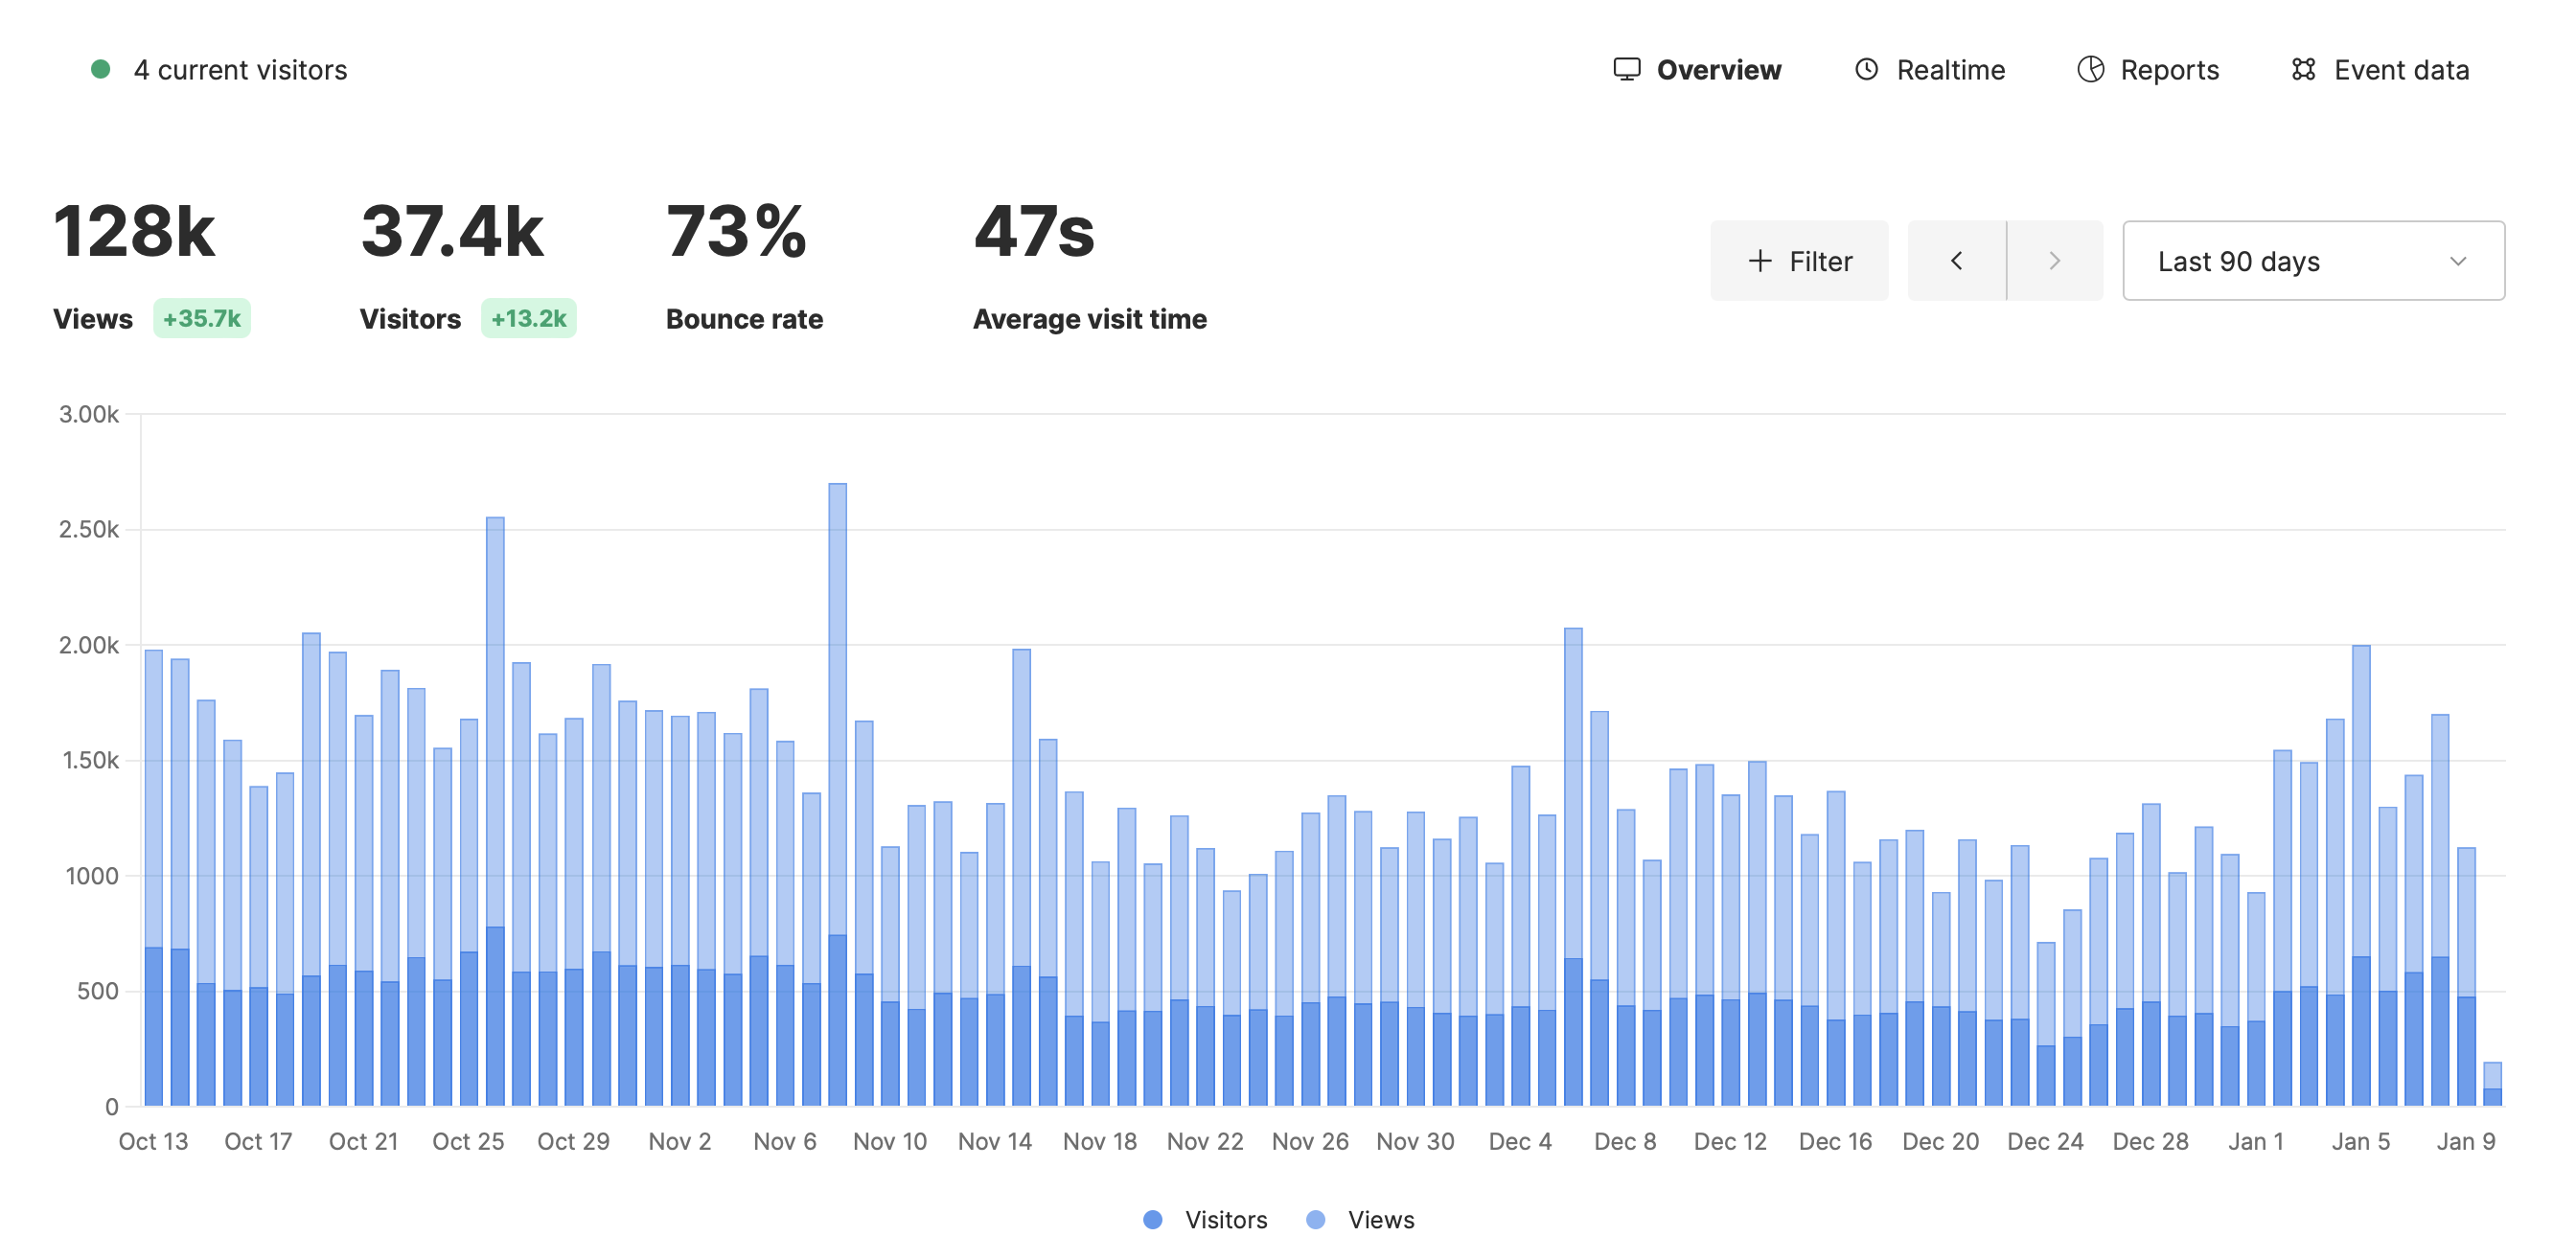 4 current visitors
Overview
Realtime
Reports
Event data
128k
37.4k
73%
47s
Views +35.7k
Visitors +13.2k
Bounce rate
Average visit time
+ Filter
Last 90 days
3.00k
2.50k
2.00k
1.50k
1000
500
0
Oct 13 Oct 17 Oct 21 Oct 25 Oct 29 Nov 2 Nov 6 Nov 10 Nov 14 Nov 18 Nov 22 Nov 26 Nov 30 Dec 4 Dec 8 Dec 12 Dec 16 Dec 20 Dec 24 Dec 28 Jan 1 Jan 5 Jan 9
Visitors Views